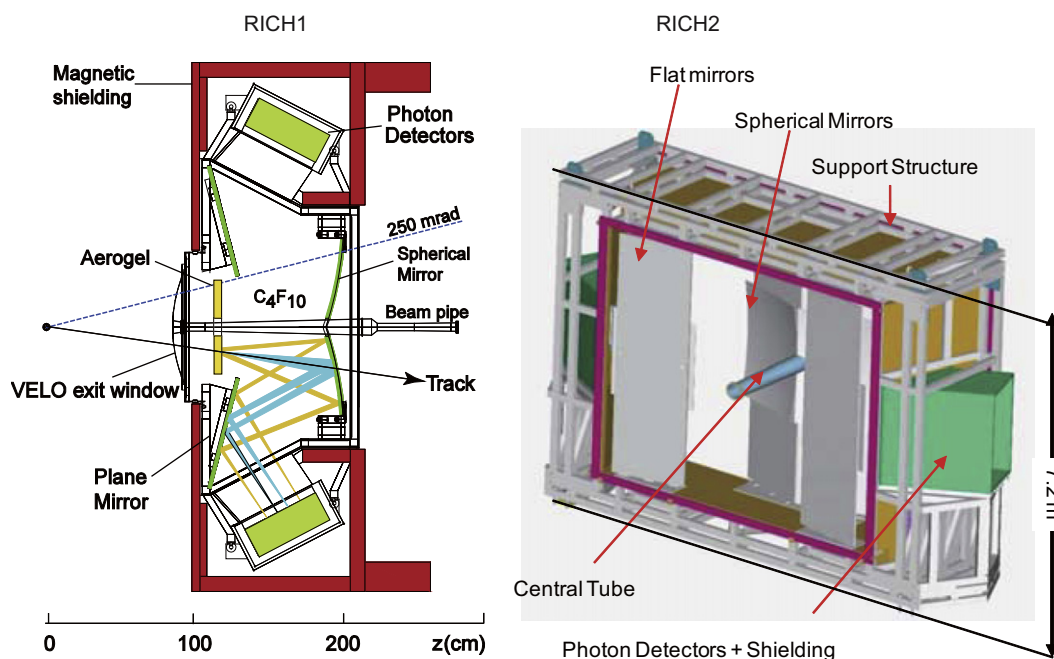 RICH1
RICH2
Magnetic
shielding
Photon
Detectors
250 mrad
Aerogel
Spherical
Mirror
C4F10
Beam pipe
VELO exit window
Track
Plane
Mirror
0
100
200
z(cm)
Flat mirrors
Spherical Mirrors
Support Structure
Central Tube
Photon Detectors + Shielding